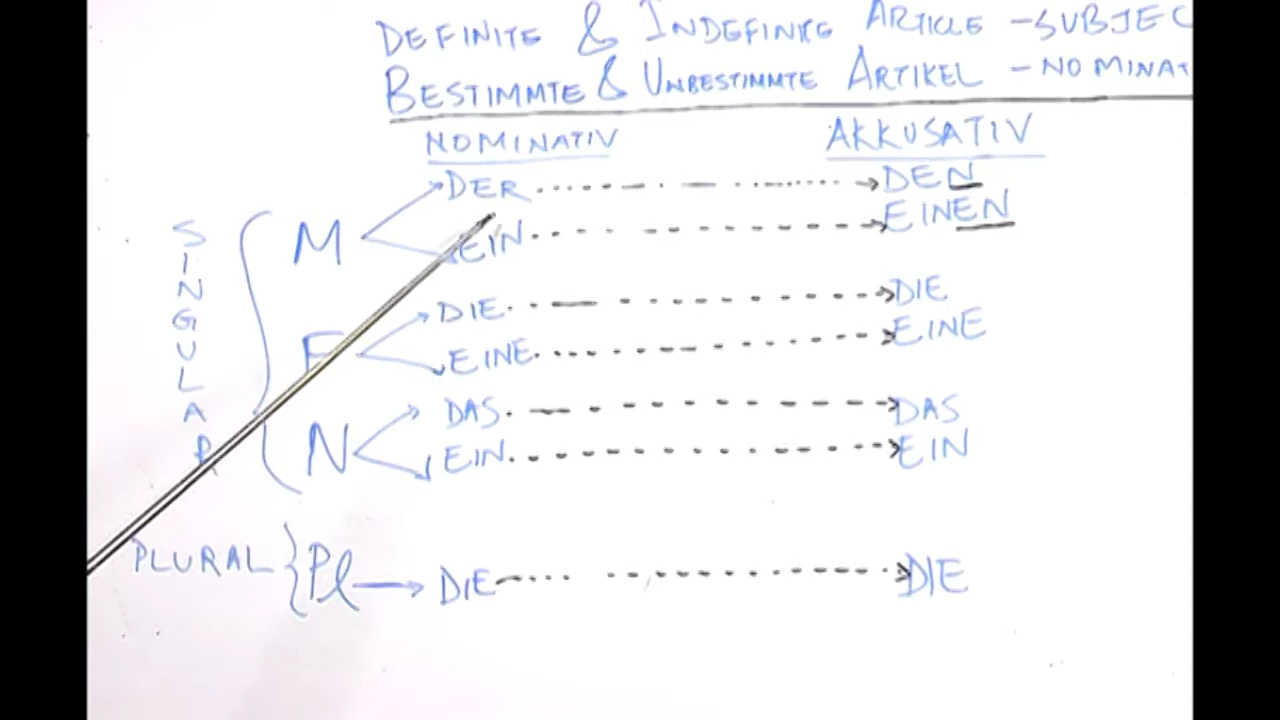 DEFINITE & INDEFINITE ARTICLE - SUBJEC
BESTIMMTE & UNBESTIMMTE ARTIKEL - NOMINAT
NOMINATIV AKKUSATIV
SINGULAR
M DER DEN
EIN EINEN
F DIE DIE
EINE EINE
N DAS DAS
EIN EIN
PLURAL Pl DIE DIE